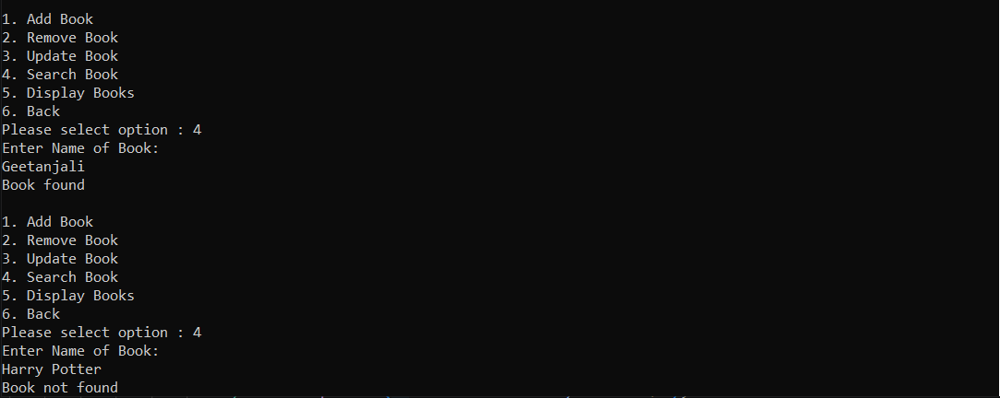 1. Add Book
2. Remove Book
3. Update Book
4. Search Book
5. Display Books
6. Back
Please select option : 4
Enter Name of Book:
Geetanjali
Book found
1. Add Book
2. Remove Book
3. Update Book
4. Search Book
5. Display Books
6. Back
Please select option : 4
Enter Name of Book:
Harry Potter
Book not found